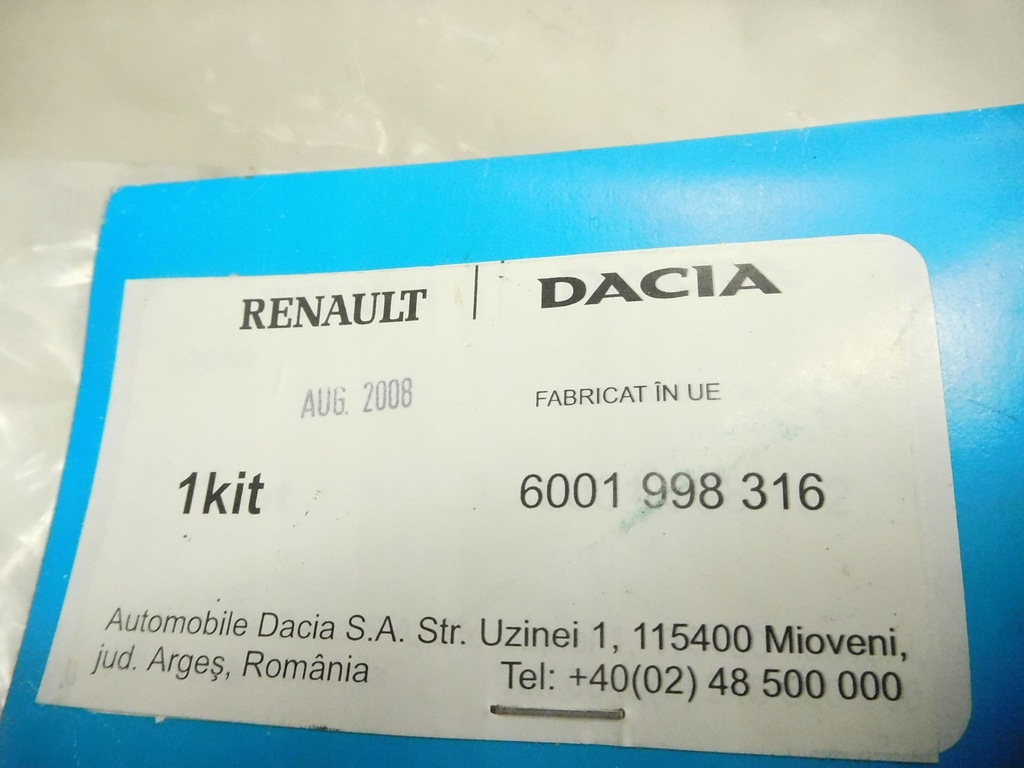 RENAULT | DACIA
AUG. 2008 FABRICAT ÎN UE
1kit 6001 998 316
Automobile Dacia S.A. Str. Uzinei 1, 115400 Mioveni,
jud. Argeş, România Tel: +40(02) 48 500 000